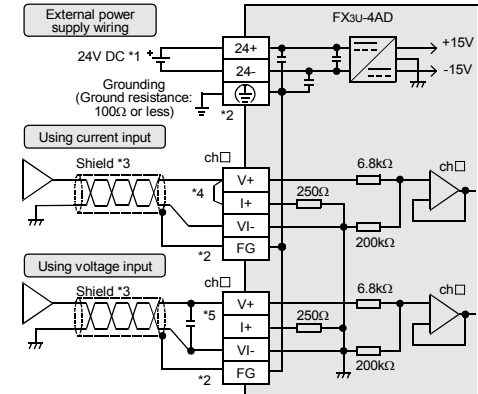 External power
supply wiring
FX3U-4AD
24V DC *1
+
24+
24-
+15V
-15V
Grounding
(Ground resistance:
100Ω or less)
*2
Using current input
Shield *3
ch□
*4
V+
I+
VI-
FG
*2
6.8kΩ
250Ω
200kΩ
ch□
Using voltage input
Shield *3
ch□
*5
V+
I+
VI-
FG
*2
6.8kΩ
250Ω
200kΩ
ch□